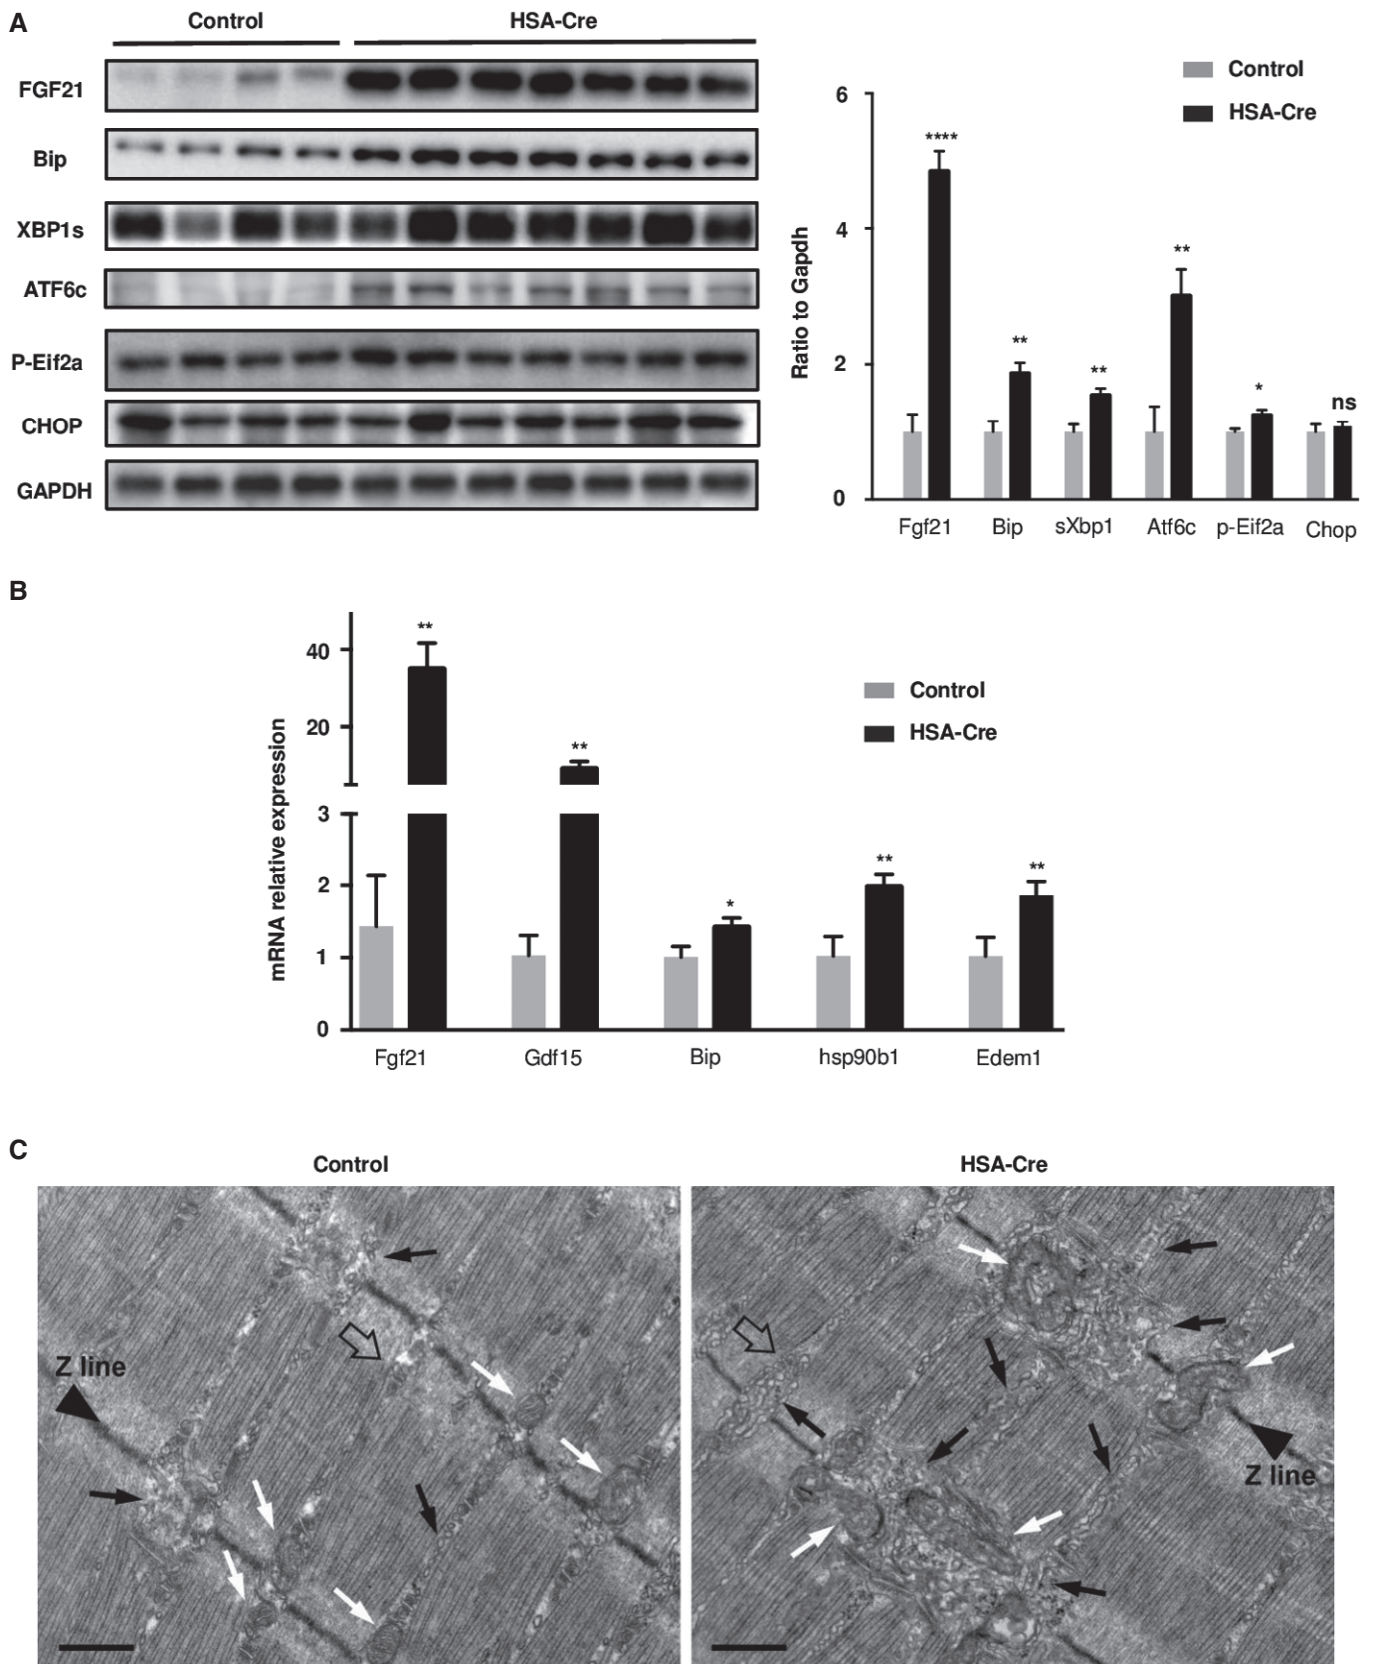 A
Control
HSA-Cre
FGF21
Bip
XBP1s
ATF6c
P-Eif2a
CHOP
GAPDH
Control
HSA-Cre
Ratio to Gapdh
6
4
2
0
****
**
**
**
*
ns
Fgf21
Bip
sXbp1
Atf6c
p-Eif2a
Chop
B
mRNA relative expression
40
20
3
2
1
0
**
**
*
**
**
Control
HSA-Cre
Fgf21
Gdf15
Bip
hsp90b1
Edem1
C
Control
HSA-Cre
Z line
Z line